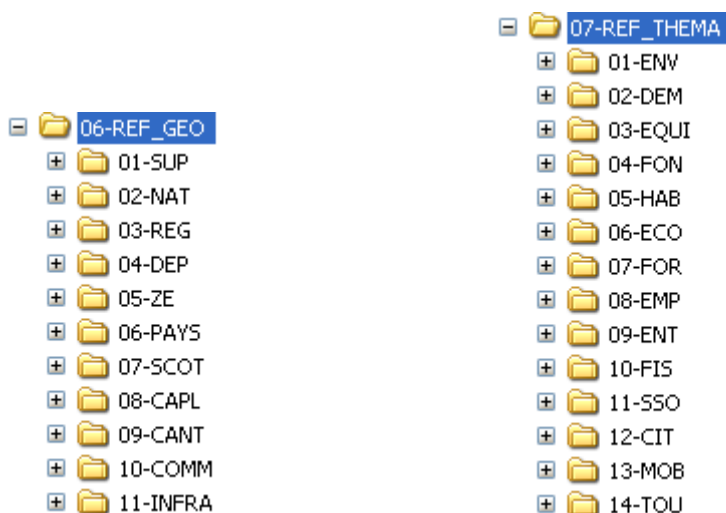 06-REF_GEO
01-SUP
02-NAT
03-REG
04-DEP
05-ZE
06-PAYS
07-SCOT
08-CAPL
09-CANT
10-COMM
11-INFRA
07-REF_THEMA
01-ENV
02-DEM
03-EQUI
04-FON
05-HAB
06-ECO
07-FOR
08-EMP
09-ENT
10-FIS
11-SSO
12-CIT
13-MOB
14-TOU